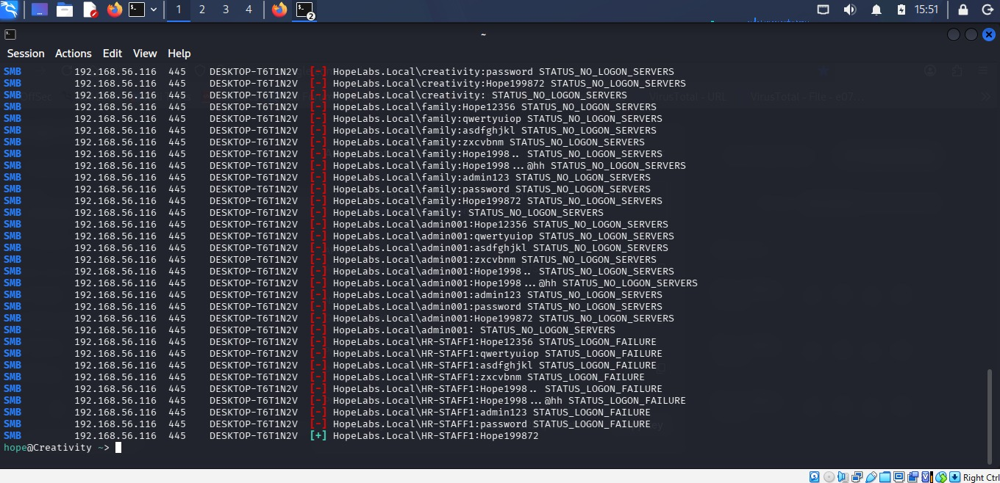 1 2 3 4 2 15:51
~
Session Actions Edit View Help
SMB 192.168.56.116 445 DESKTOP-T6T1N2V [-] HopeLabs.Local\creativity:password STATUS_NO_LOGON_SERVERS
SMB 192.168.56.116 445 DESKTOP-T6T1N2V [-] HopeLabs.Local\creativity:Hope199872 STATUS_NO_LOGON_SERVERS
SMB 192.168.56.116 445 DESKTOP-T6T1N2V [-] HopeLabs.Local\creativity: STATUS_NO_LOGON_SERVERS
SMB 192.168.56.116 445 DESKTOP-T6T1N2V [-] HopeLabs.Local\family:Hope12356 STATUS_NO_LOGON_SERVERS
SMB 192.168.56.116 445 DESKTOP-T6T1N2V [-] HopeLabs.Local\family:qwertyuiop STATUS_NO_LOGON_SERVERS
SMB 192.168.56.116 445 DESKTOP-T6T1N2V [-] HopeLabs.Local\family:asdfghjkl STATUS_NO_LOGON_SERVERS
SMB 192.168.56.116 445 DESKTOP-T6T1N2V [-] HopeLabs.Local\family:zxcvbnm STATUS_NO_LOGON_SERVERS
SMB 192.168.56.116 445 DESKTOP-T6T1N2V [-] HopeLabs.Local\family:Hope1998.. STATUS_NO_LOGON_SERVERS
SMB 192.168.56.116 445 DESKTOP-T6T1N2V [-] HopeLabs.Local\family:Hope1998...@hh STATUS_NO_LOGON_SERVERS
SMB 192.168.56.116 445 DESKTOP-T6T1N2V [-] HopeLabs.Local\family:admin123 STATUS_NO_LOGON_SERVERS
SMB 192.168.56.116 445 DESKTOP-T6T1N2V [-] HopeLabs.Local\family:password STATUS_NO_LOGON_SERVERS
SMB 192.168.56.116 445 DESKTOP-T6T1N2V [-] HopeLabs.Local\family:Hope199872 STATUS_NO_LOGON_SERVERS
SMB 192.168.56.116 445 DESKTOP-T6T1N2V [-] HopeLabs.Local\family: STATUS_NO_LOGON_SERVERS
SMB 192.168.56.116 445 DESKTOP-T6T1N2V [-] HopeLabs.Local\admin001:Hope12356 STATUS_NO_LOGON_SERVERS
SMB 192.168.56.116 445 DESKTOP-T6T1N2V [-] HopeLabs.Local\admin001:qwertyuiop STATUS_NO_LOGON_SERVERS
SMB 192.168.56.116 445 DESKTOP-T6T1N2V [-] HopeLabs.Local\admin001:asdfghjkl STATUS_NO_LOGON_SERVERS
SMB 192.168.56.116 445 DESKTOP-T6T1N2V [-] HopeLabs.Local\admin001:zxcvbnm STATUS_NO_LOGON_SERVERS
SMB 192.168.56.116 445 DESKTOP-T6T1N2V [-] HopeLabs.Local\admin001:Hope1998.. STATUS_NO_LOGON_SERVERS
SMB 192.168.56.116 445 DESKTOP-T6T1N2V [-] HopeLabs.Local\admin001:Hope1998...@hh STATUS_NO_LOGON_SERVERS
SMB 192.168.56.116 445 DESKTOP-T6T1N2V [-] HopeLabs.Local\admin001:admin123 STATUS_NO_LOGON_SERVERS
SMB 192.168.56.116 445 DESKTOP-T6T1N2V [-] HopeLabs.Local\admin001:password STATUS_NO_LOGON_SERVERS
SMB 192.168.56.116 445 DESKTOP-T6T1N2V [-] HopeLabs.Local\admin001:Hope199872 STATUS_NO_LOGON_SERVERS
SMB 192.168.56.116 445 DESKTOP-T6T1N2V [-] HopeLabs.Local\admin001: STATUS_NO_LOGON_SERVERS
SMB 192.168.56.116 445 DESKTOP-T6T1N2V [-] HopeLabs.Local\HR-STAFF1:Hope12356 STATUS_LOGON_FAILURE
SMB 192.168.56.116 445 DESKTOP-T6T1N2V [-] HopeLabs.Local\HR-STAFF1:qwertyuiop STATUS_LOGON_FAILURE
SMB 192.168.56.116 445 DESKTOP-T6T1N2V [-] HopeLabs.Local\HR-STAFF1:asdfghjkl STATUS_LOGON_FAILURE
SMB 192.168.56.116 445 DESKTOP-T6T1N2V [-] HopeLabs.Local\HR-STAFF1:zxcvbnm STATUS_LOGON_FAILURE
SMB 192.168.56.116 445 DESKTOP-T6T1N2V [-] HopeLabs.Local\HR-STAFF1:Hope1998.. STATUS_LOGON_FAILURE
SMB 192.168.56.116 445 DESKTOP-T6T1N2V [-] HopeLabs.Local\HR-STAFF1:Hope1998...@hh STATUS_LOGON_FAILURE
SMB 192.168.56.116 445 DESKTOP-T6T1N2V [-] HopeLabs.Local\HR-STAFF1:admin123 STATUS_LOGON_FAILURE
SMB 192.168.56.116 445 DESKTOP-T6T1N2V [-] HopeLabs.Local\HR-STAFF1:password STATUS_LOGON_FAILURE
SMB 192.168.56.116 445 DESKTOP-T6T1N2V [+] HopeLabs.Local\HR-STAFF1:Hope199872
hope@Creativity ~>
Right Ctrl